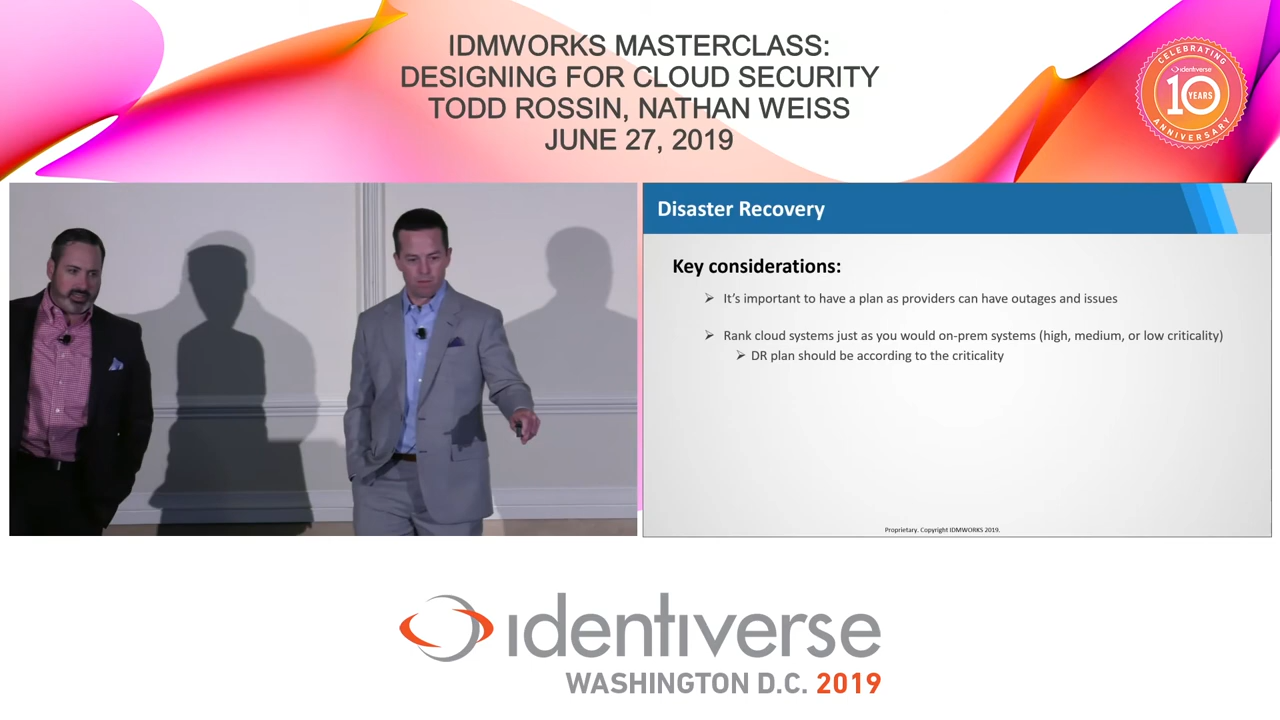 IDMWORKS MASTERCLASS:
DESIGNING FOR CLOUD SECURITY
TODD ROSSIN, NATHAN WEISS
JUNE 27, 2019
CELEBRATING
identiverse
10
YEARS
ANNIVERSARY
Disaster Recovery
Key considerations:
➢ It's important to have a plan as providers can have outages and issues
➢ Rank cloud systems just as you would on-prem systems (high, medium, or low criticality)
➢ DR plan should be according to the criticality
Proprietary. Copyright IDMWORKS 2019.
identiverse
WASHINGTON D.C. 2019